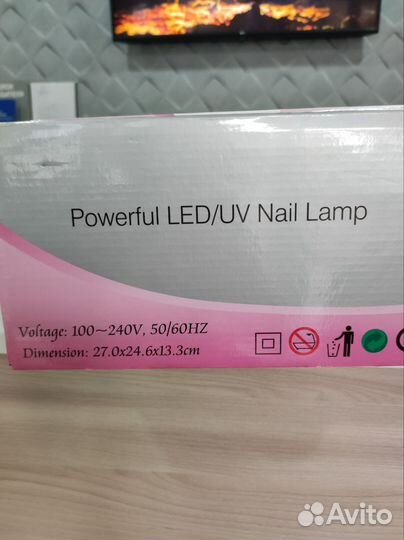 Powerful LED/UV Nail Lamp
Voltage: 100~240V, 50/60HZ
Dimension: 27.0x24.6x13.3cm
Avito